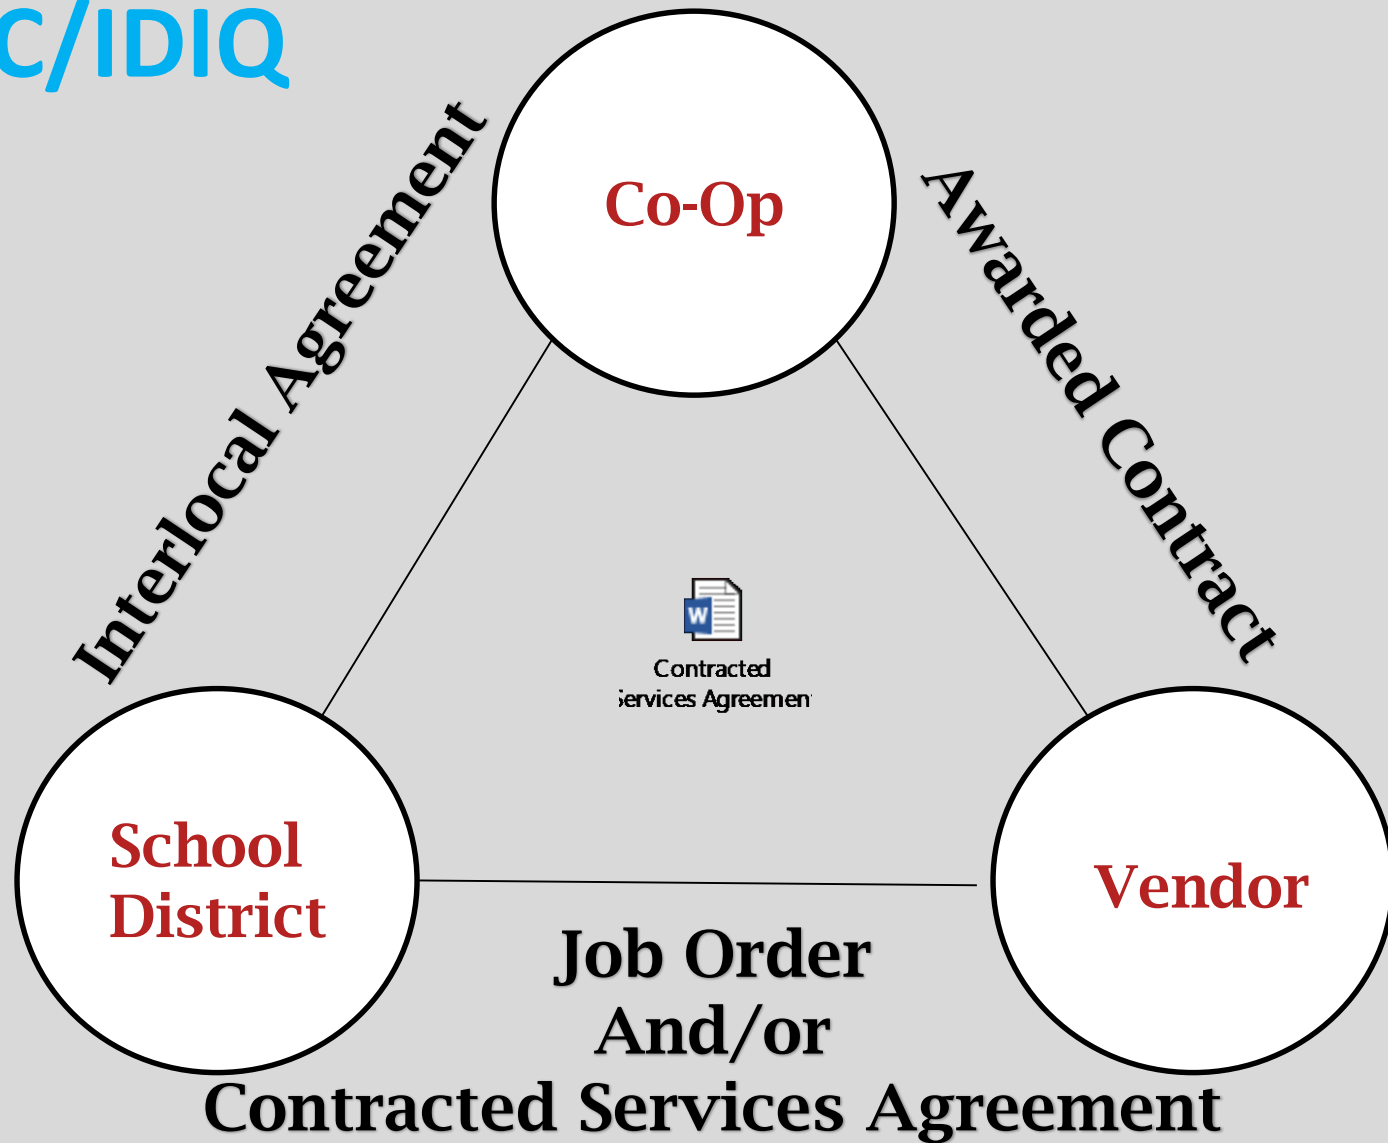 C/IDIQ
Co-Op
Interlocal Agreement
Awarded Contract
W
Contracted
Services Agreemen
School
District
Vendor
Job Order
And/or
Contracted Services Agreement